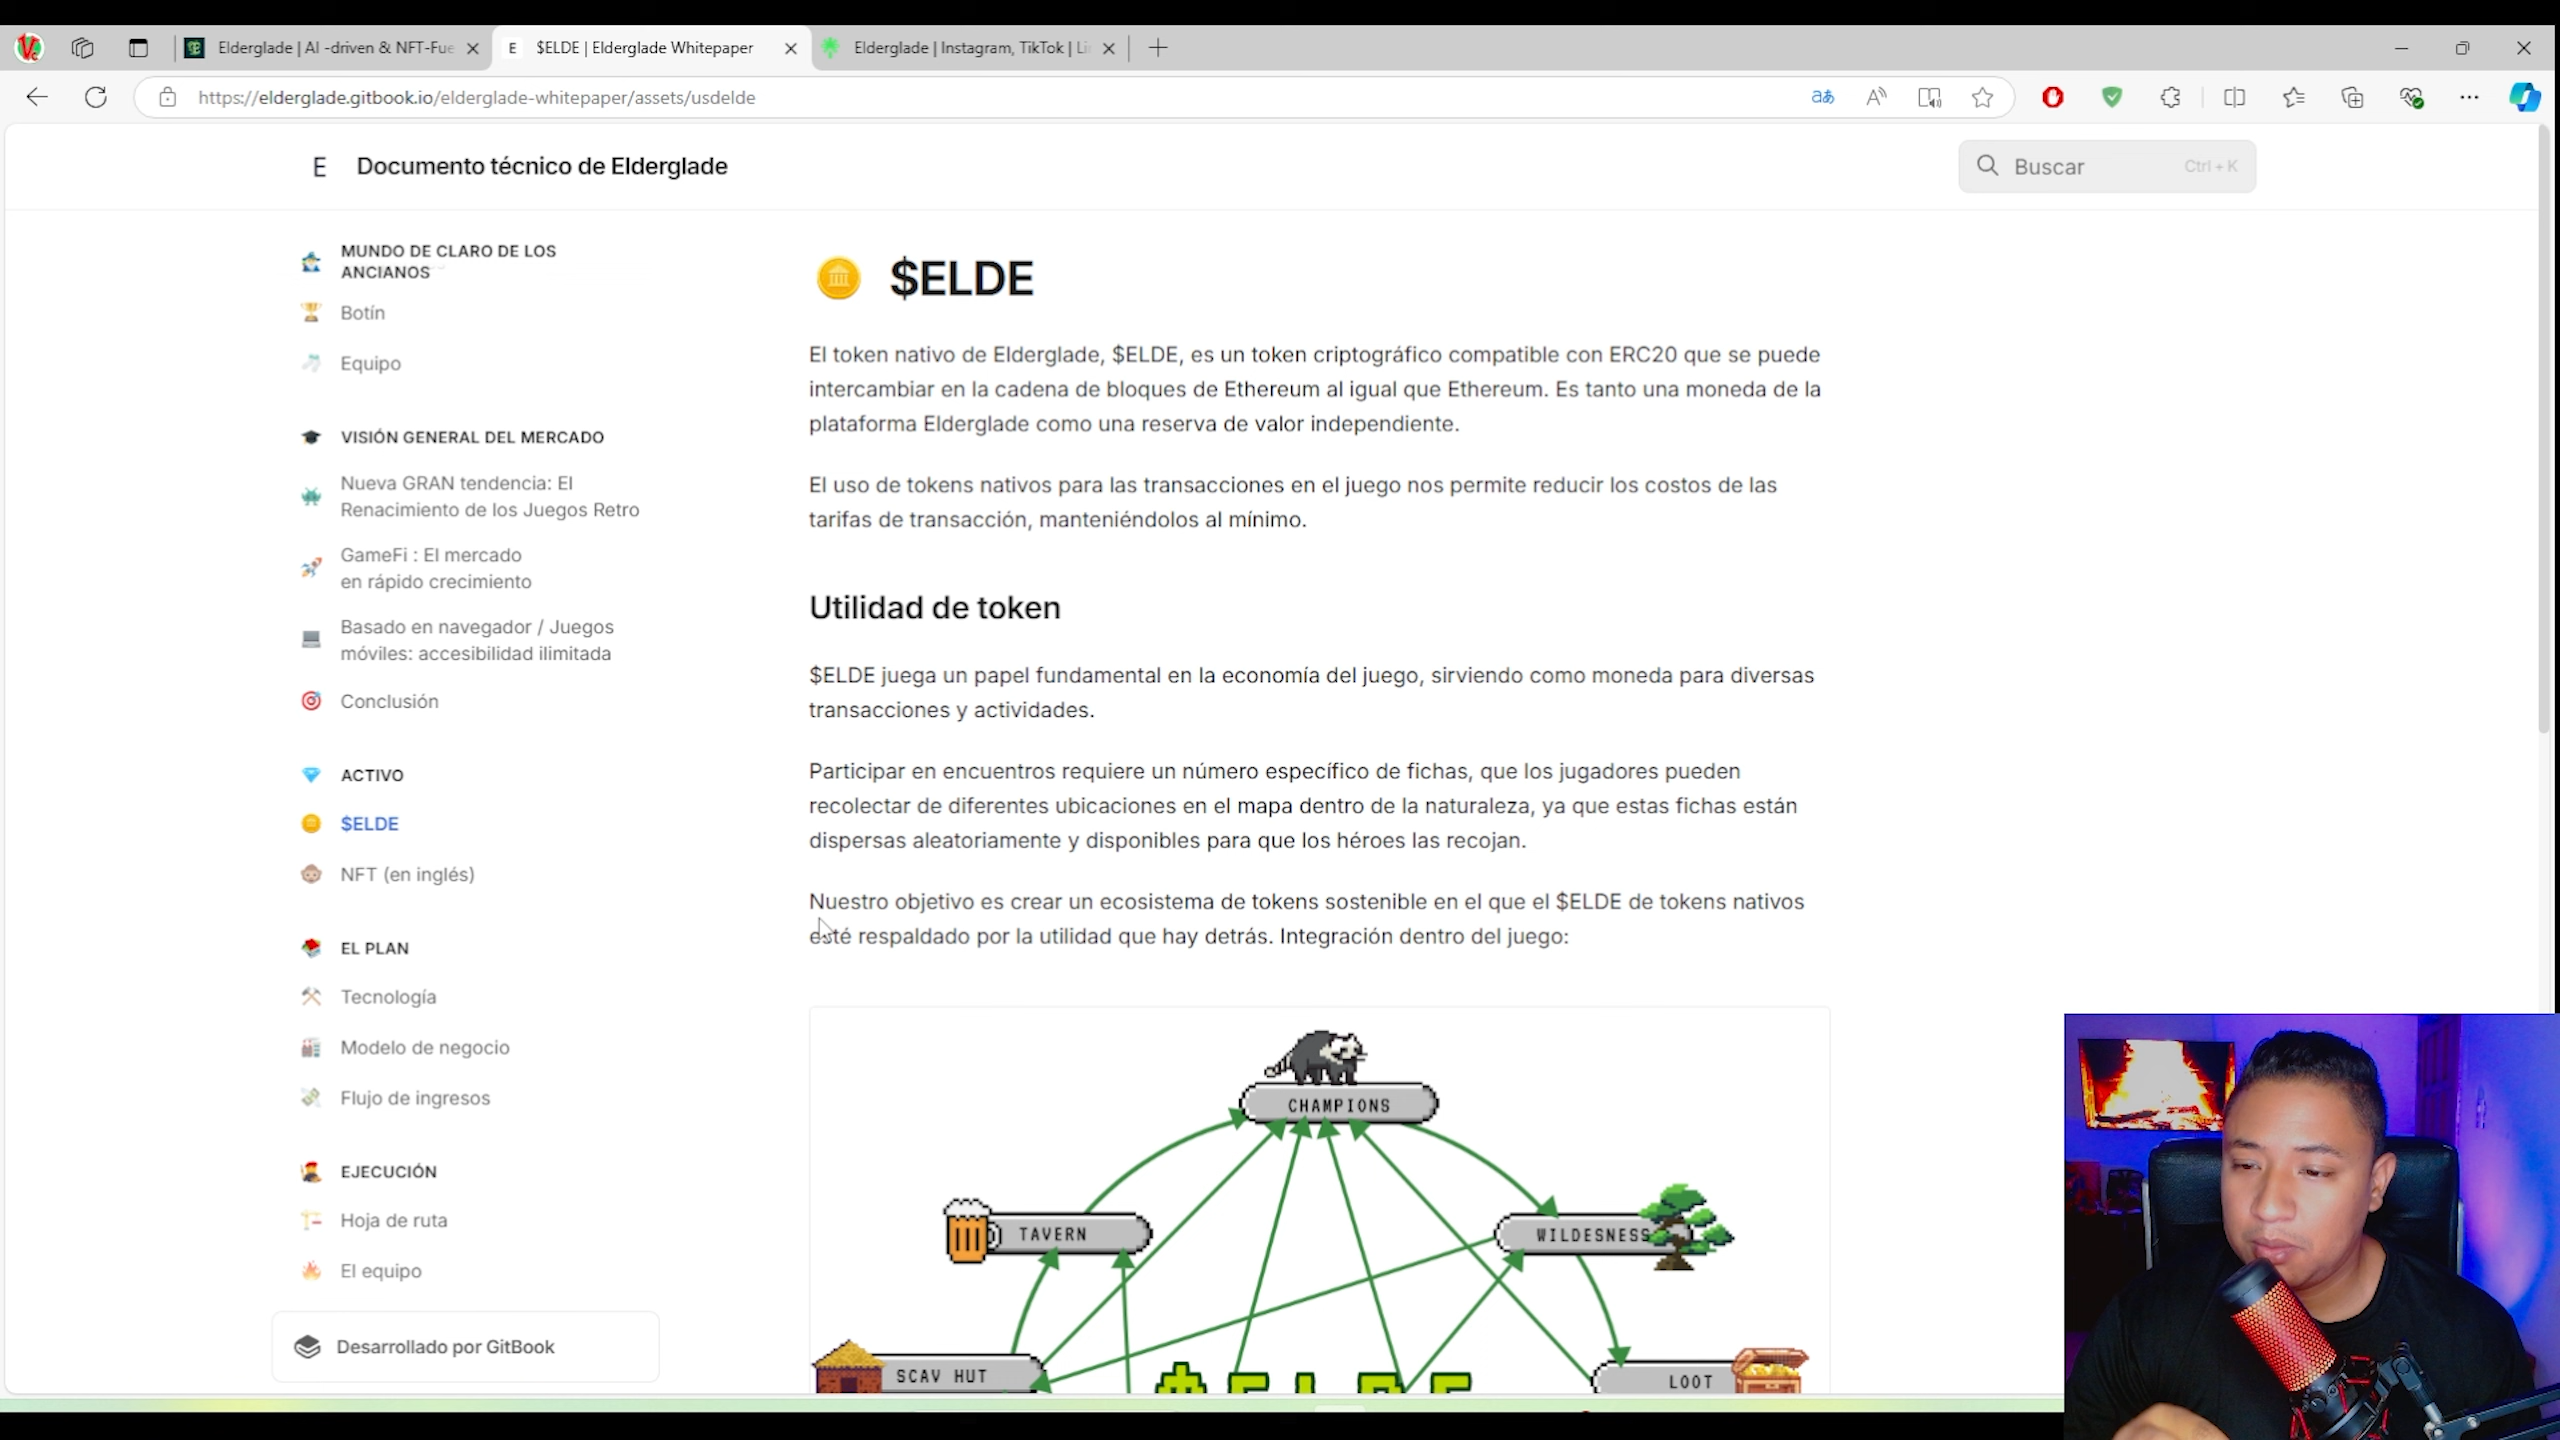 Elderglade | AI -driven & NFT-Fue
E $ELDE | Elderglade Whitepaper
Elderglade | Instagram, TikTok | Li
https://elderglade.gitbook.io/elderglade-whitepaper/assets/usdelde
E Documento técnico de Elderglade
Buscar Ctrl + K
MUNDO DE CLARO DE LOS
ANCIANOS
Botín
Equipo
VISIÓN GENERAL DEL MERCADO
Nueva GRAN tendencia: El
Renacimiento de los Juegos Retro
GameFi : El mercado
en rápido crecimiento
Basado en navegador / Juegos
móviles: accesibilidad ilimitada
Conclusión
ACTIVO
$ELDE
NFT (en inglés)
EL PLAN
Tecnología
Modelo de negocio
Flujo de ingresos
EJECUCIÓN
Hoja de ruta
El equipo
Desarrollado por GitBook
$ELDE
El token nativo de Elderglade, $ELDE, es un token criptográfico compatible con ERC20 que se puede
intercambiar en la cadena de bloques de Ethereum al igual que Ethereum. Es tanto una moneda de la
plataforma Elderglade como una reserva de valor independiente.
El uso de tokens nativos para las transacciones en el juego nos permite reducir los costos de las
tarifas de transacción, manteniéndolos al mínimo.
Utilidad de token
$ELDE juega un papel fundamental en la economía del juego, sirviendo como moneda para diversas
transacciones y actividades.
Participar en encuentros requiere un número específico de fichas, que los jugadores pueden
recolectar de diferentes ubicaciones en el mapa dentro de la naturaleza, ya que estas fichas están
dispersas aleatoriamente y disponibles para que los héroes las recojan.
Nuestro objetivo es crear un ecosistema de tokens sostenible en el que el $ELDE de tokens nativos
esté respaldado por la utilidad que hay detrás. Integración dentro del juego:
CHAMPIONS
TAVERN
WILDESNESS
SCAV HUT
LOOT
$ELDE